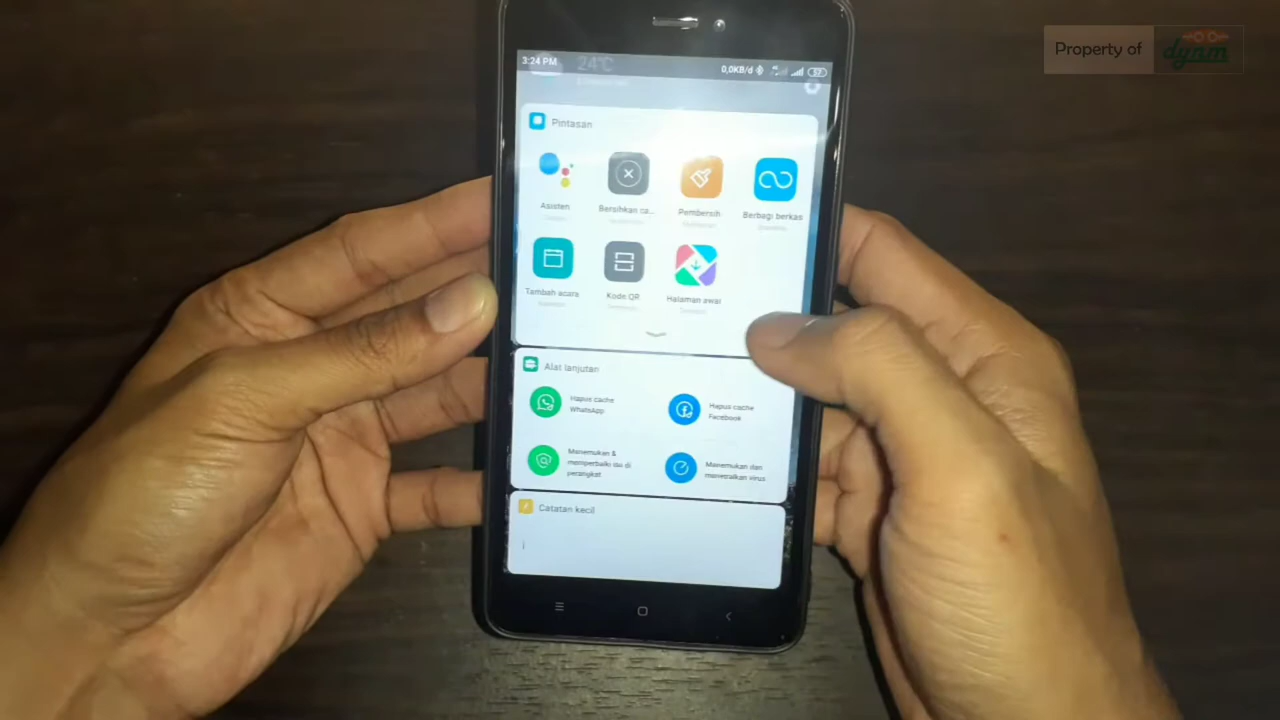 Property of dynm
3:24 PM
0,0KB/d
57
24°C
Pintasan
Asisten
Bersihkan ca...
Pembersih
Berbagi berkas
Tambah acara
Kode QR
Halaman awal
Alat lanjutan
Hapus cache
WhatsApp
Hapus cache
Facebook
Menemukan &
memperbaiki isu di
perangkat
Menemukan dan
menetralkan virus
Catatan kecil